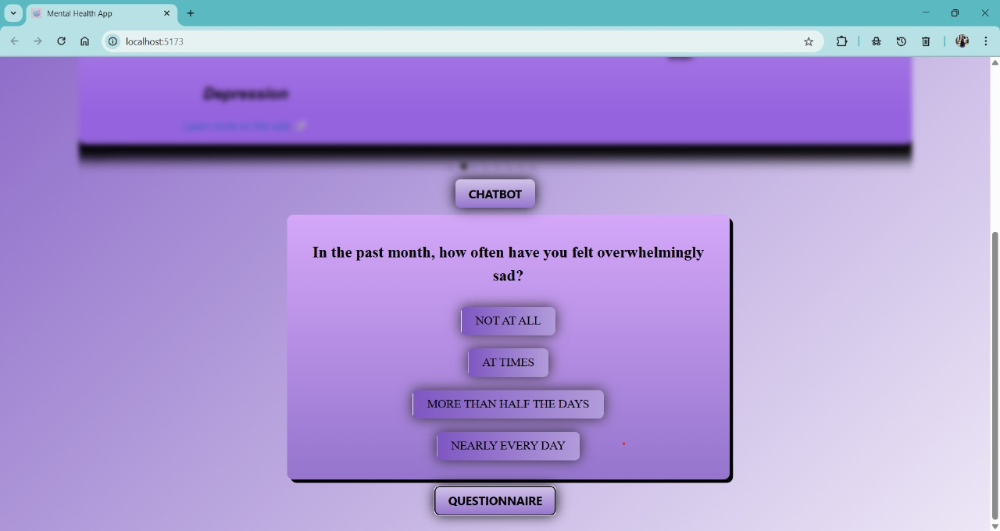 Mental Health App
localhost:5173
Depression
CHATBOT
In the past month, how often have you felt overwhelmingly
sad?
NOT AT ALL
AT TIMES
MORE THAN HALF THE DAYS
NEARLY EVERY DAY
QUESTIONNAIRE